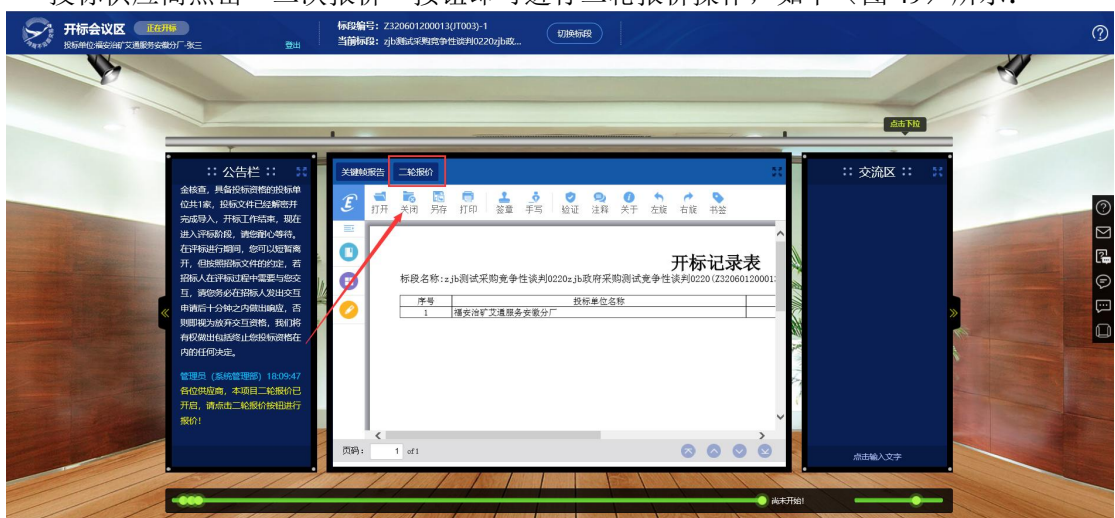 投标供应商点击“二次报价”按钮即可进行二轮报价操作，如下（图 49）所示：
开标会议区 正在开标
投标单位:福安冶矿艾通服务安徽分厂-张三 登出
标段编号：Z320601200013(JT003)-1
当前标段：zjb测试采购竞争性谈判0220zjb政...
切换标段
点击下拉
:: 公告栏 ::
金核查，具备投标资格的投标单
位共1家，投标文件已经解密并
完成导入，开标工作结束，现在
进入评标阶段，请您耐心等待。
在评标进行期间，您可以短暂离
开，但按照招标文件的约定，若
招标人在评标过程中需要与您交
互，请您务必在招标人发出交互
申请后十分钟之内做出响应，否
则即视为放弃交互资格，我们将
有权做出包括终止您投标资格在
内的任何决定。
管理员（系统管理部）18:09:47
各位供应商，本项目二轮报价已
开启，请点击二轮报价按钮进行
报价！
关键帧报告 二轮报价
打开 关闭 另存 打印 签章 手写 验证 注释 关于 左旋 右旋 书签
开标记录表
标段名称:zjb测试采购竞争性谈判0220zjb政府采购测试竞争性谈判0220(Z32060120001
序号 投标单位名称
1 福安冶矿艾通服务安徽分厂
页码： 1 of1
:: 交流区 ::
点击输入文字
尚未开始!